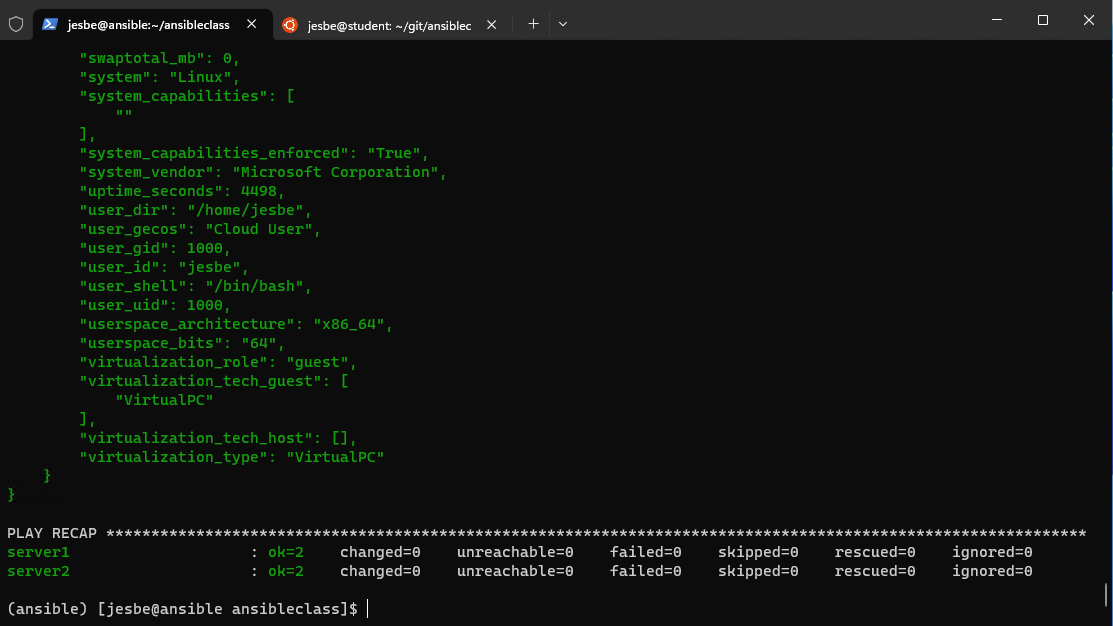 jesbe@ansible:~/ansibleclass
jesbe@student: ~/git/ansiblec
        "swaptotal_mb": 0,
        "system": "Linux",
        "system_capabilities": [
            ""
        ],
        "system_capabilities_enforced": "True",
        "system_vendor": "Microsoft Corporation",
        "uptime_seconds": 4498,
        "user_dir": "/home/jesbe",
        "user_gecos": "Cloud User",
        "user_gid": 1000,
        "user_id": "jesbe",
        "user_shell": "/bin/bash",
        "user_uid": 1000,
        "userspace_architecture": "x86_64",
        "userspace_bits": "64",
        "virtualization_role": "guest",
        "virtualization_tech_guest": [
            "VirtualPC"
        ],
        "virtualization_tech_host": [],
        "virtualization_type": "VirtualPC"
    }
}
PLAY RECAP *************************************************************************************************************
server1                    : ok=2    changed=0    unreachable=0    failed=0    skipped=0    rescued=0    ignored=0
server2                    : ok=2    changed=0    unreachable=0    failed=0    skipped=0    rescued=0    ignored=0
(ansible) [jesbe@ansible ansibleclass]$